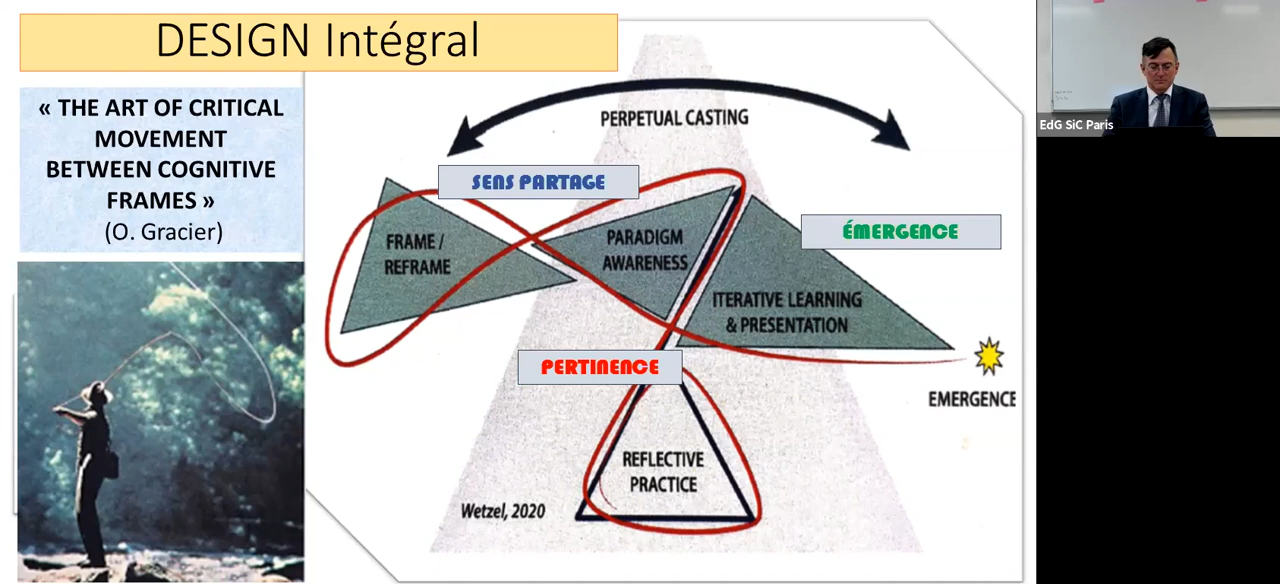 DESIGN Intégral
« THE ART OF CRITICAL
MOVEMENT
BETWEEN COGNITIVE
FRAMES »
(O. Gracier)
PERPETUAL CASTING
SENS PARTAGE
ÉMERGENCE
FRAME /
REFRAME
PARADIGM
AWARENESS
ITERATIVE LEARNING
& PRESENTATION
PERTINENCE
EMERGENCE
REFLECTIVE
PRACTICE
Wetzel, 2020
EdG SiC Paris